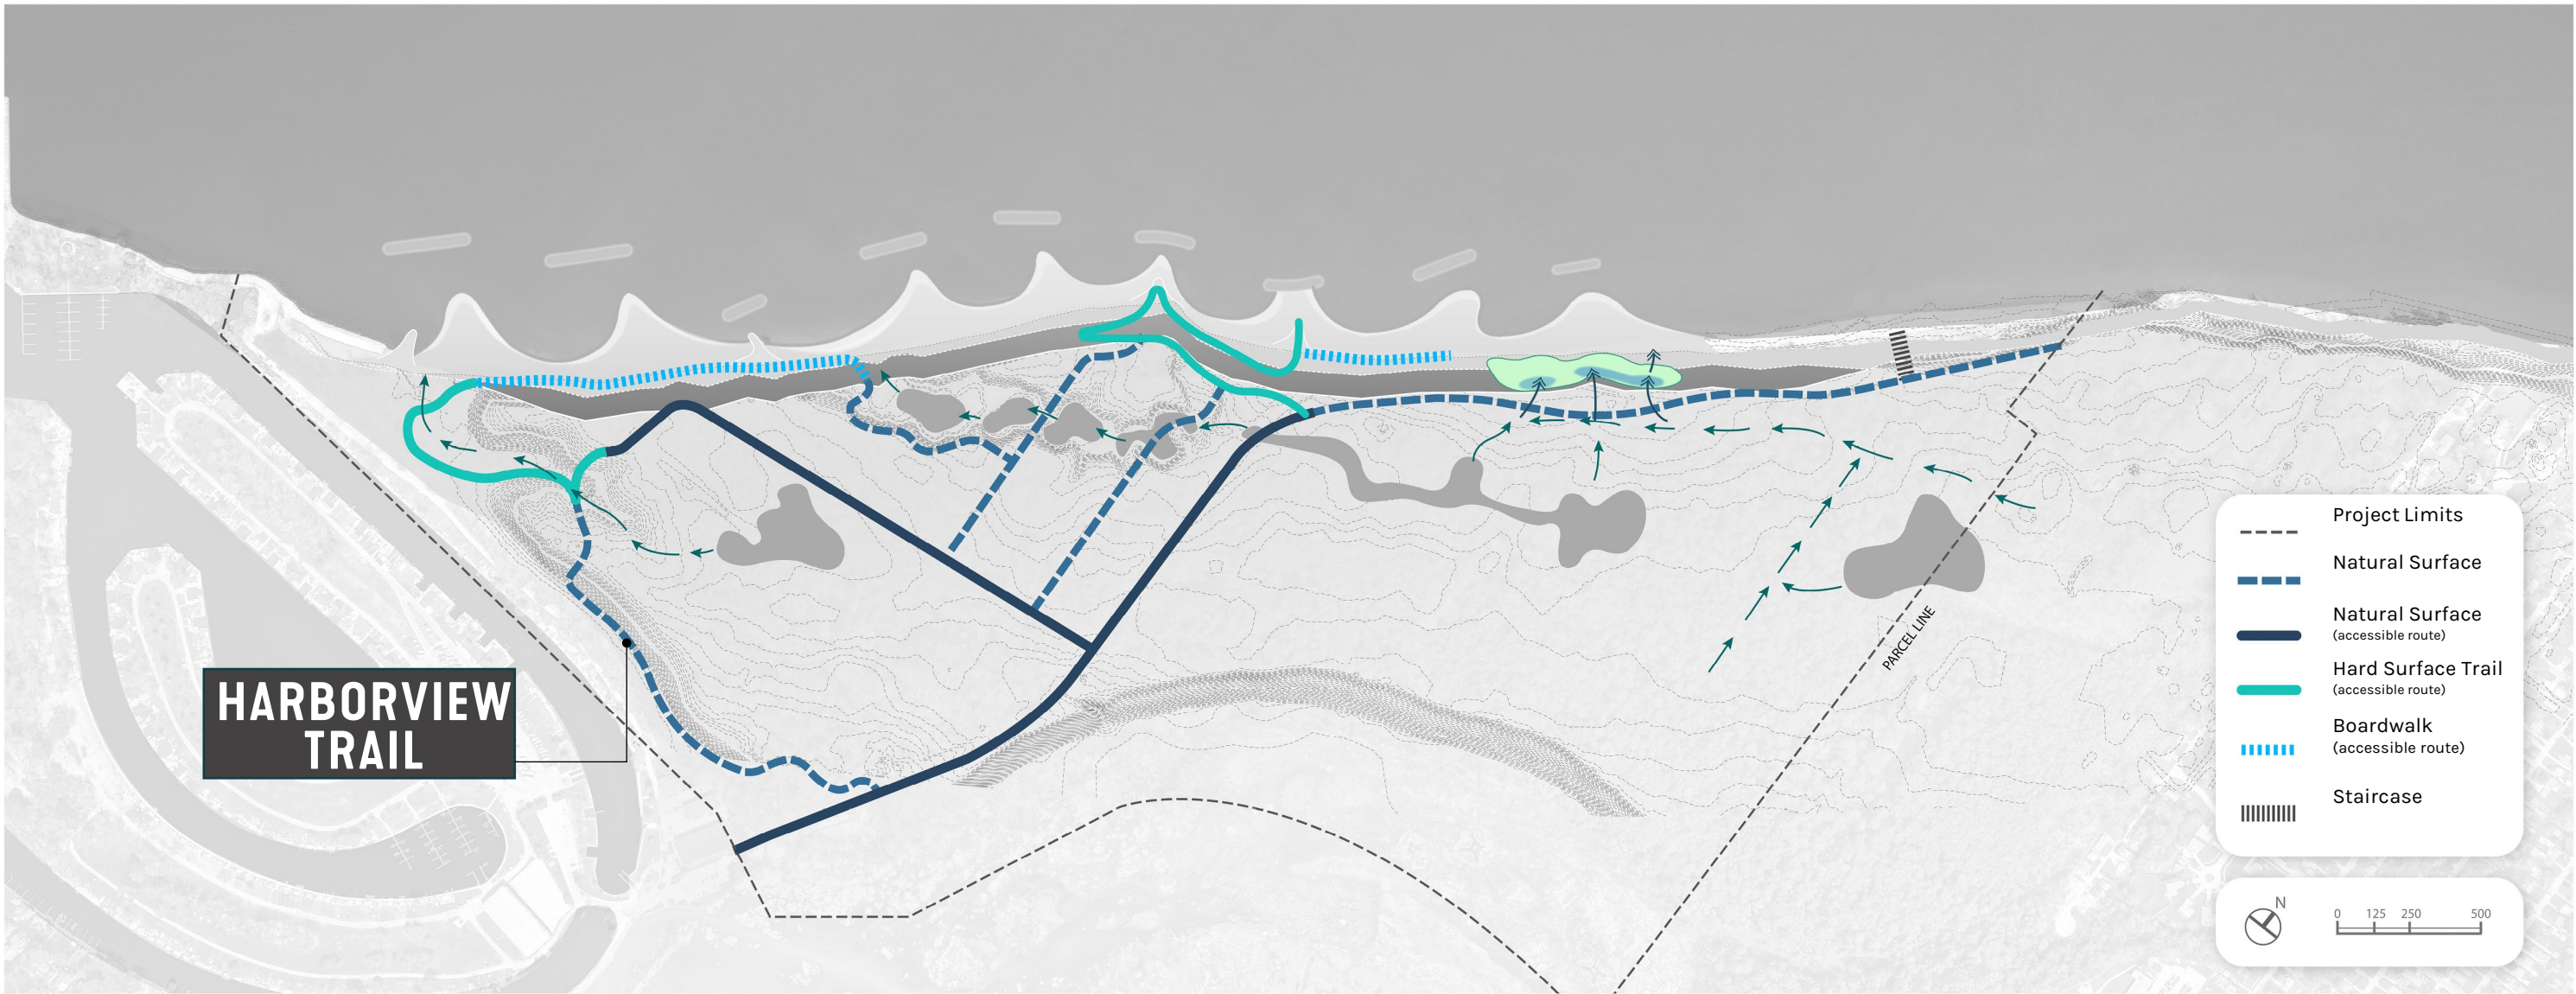 HARBORVIEW
TRAIL
PARCEL LINE
Project Limits
Natural Surface
Natural Surface
(accessible route)
Hard Surface Trail
(accessible route)
Boardwalk
(accessible route)
Staircase
N
0 125 250 500